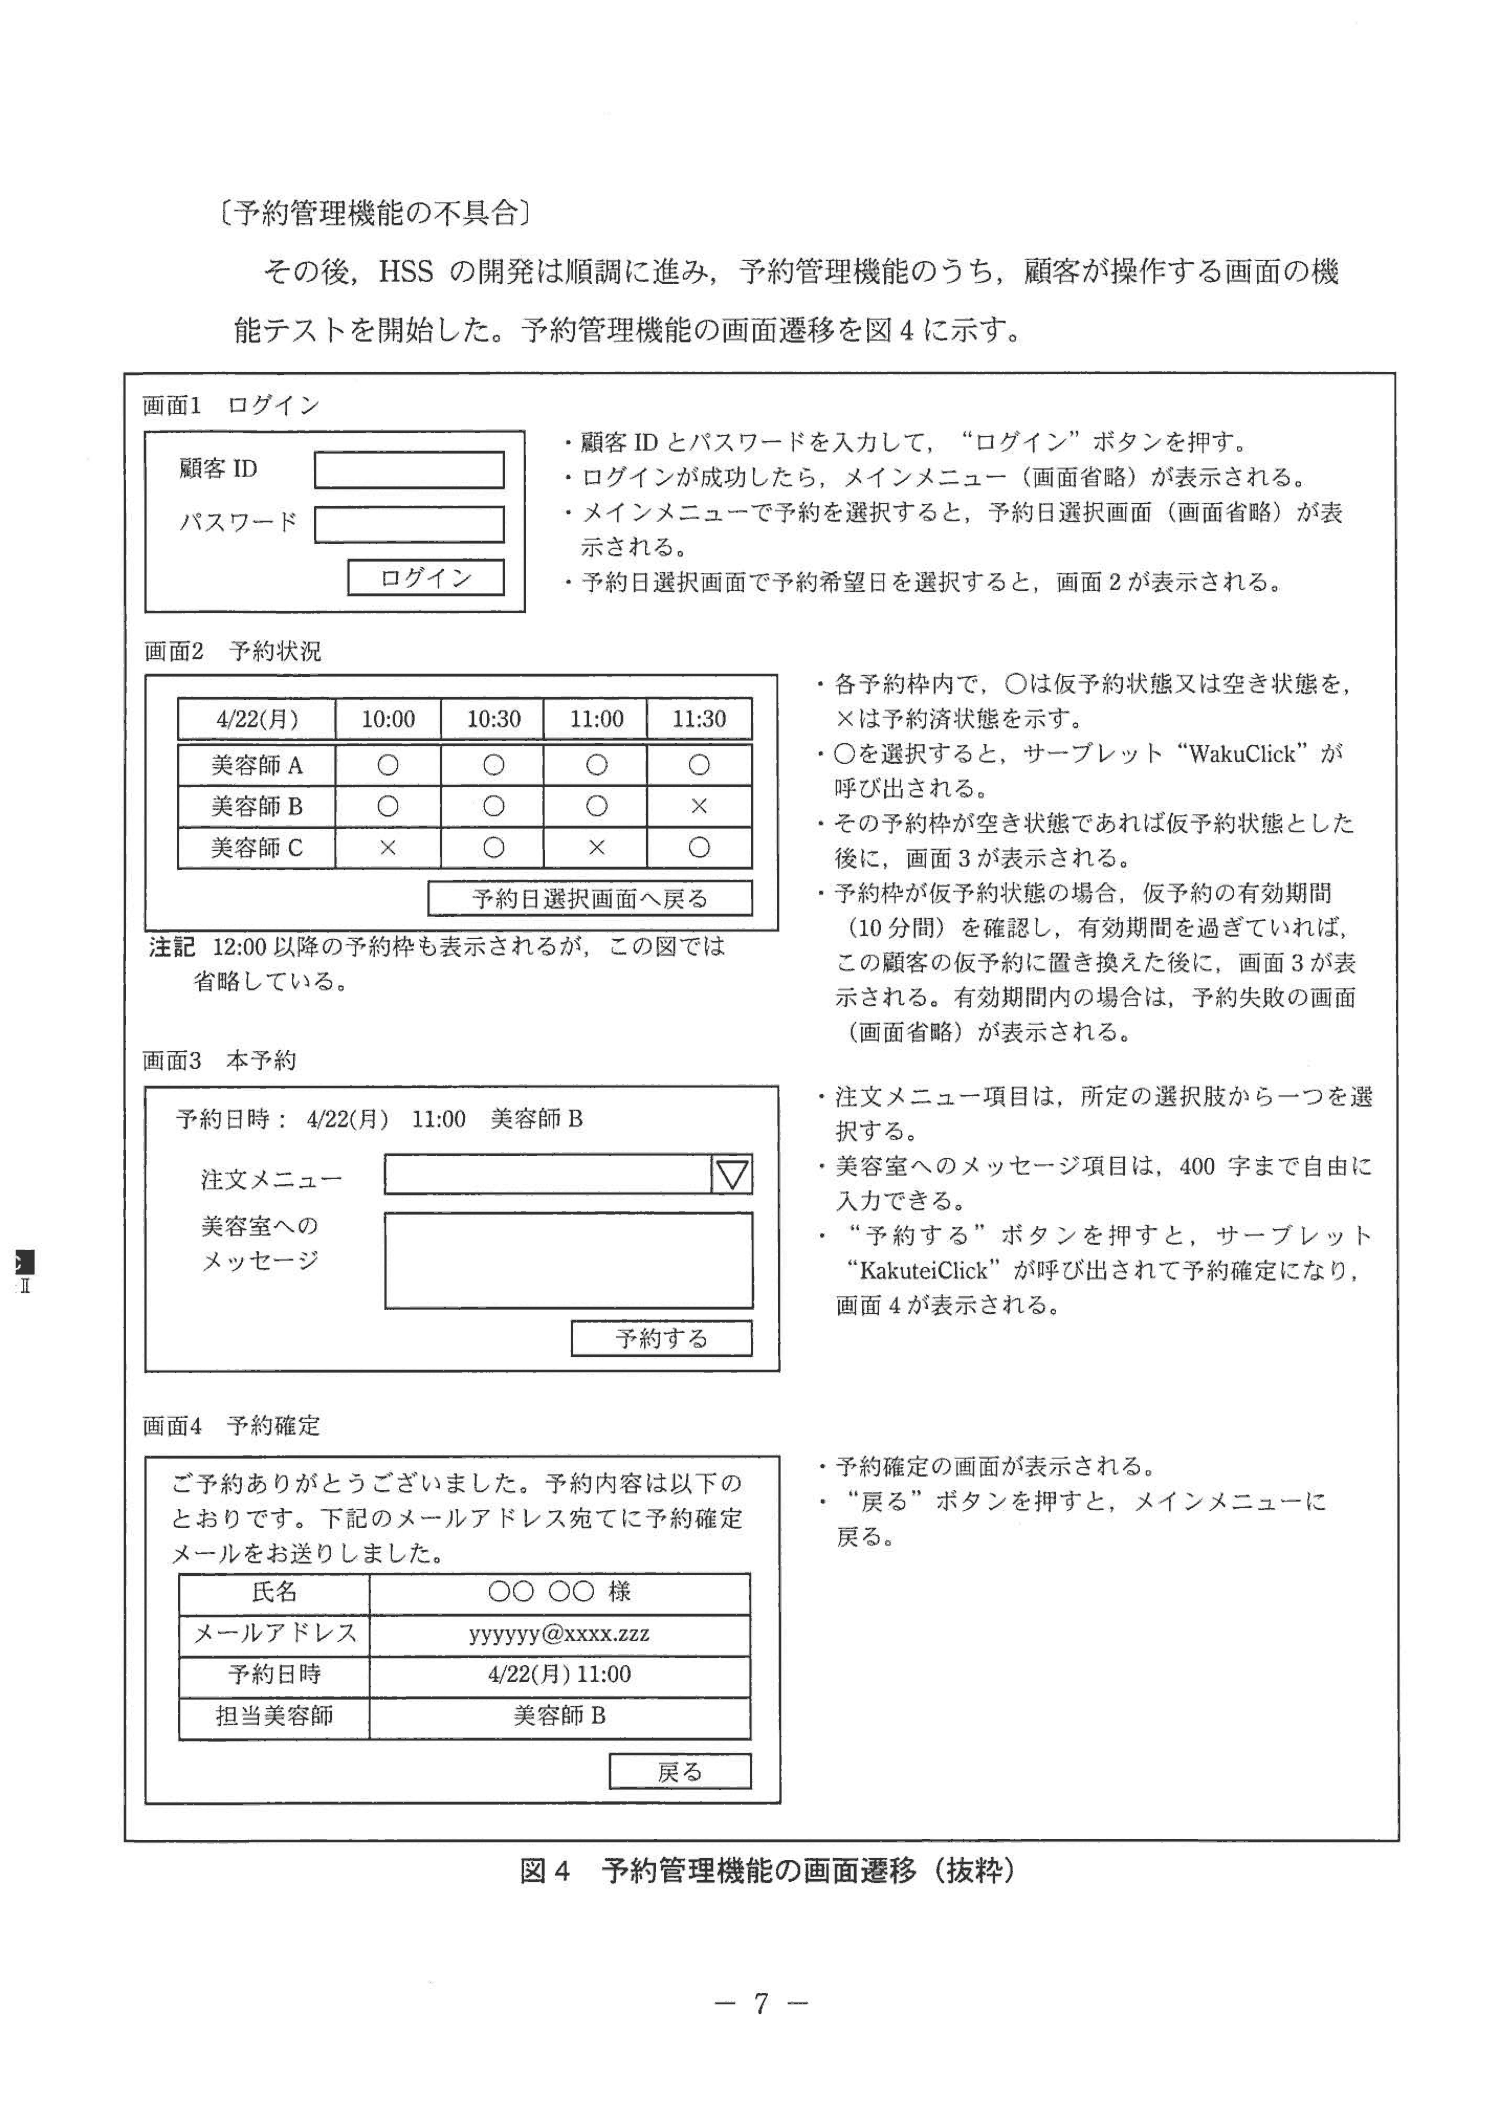 〔予約管理機能の不具合〕
その後，HSS の開発は順調に進み，予約管理機能のうち，顧客が操作する画面の機
能テストを開始した。予約管理機能の画面遷移を図 4 に示す。
画面1　ログイン
顧客 ID
パスワード
ログイン
・顧客 ID とパスワードを入力して，“ログイン”ボタンを押す。
・ログインが成功したら，メインメニュー（画面省略）が表示される。
・メインメニューで予約を選択すると，予約日選択画面（画面省略）が表
示される。
・予約日選択画面で予約希望日を選択すると，画面 2 が表示される。
画面2　予約状況
4/22(月) 10:00 10:30 11:00 11:30
美容師 A ○ ○ ○ ○
美容師 B ○ ○ ○ ×
美容師 C × ○ × ○
予約日選択画面へ戻る
注記 12:00 以降の予約枠も表示されるが，この図では
省略している。
・各予約枠内で，○は仮予約状態又は空き状態を，
×は予約済状態を示す。
・○を選択すると，サーブレット“WakuClick”が
呼び出される。
・その予約枠が空き状態であれば仮予約状態とした
後に，画面 3 が表示される。
・予約枠が仮予約状態の場合，仮予約の有効期間
（10 分間）を確認し，有効期間を過ぎていれば，
この顧客の仮予約に置き換えた後に，画面 3 が表
示される。有効期間内の場合は，予約失敗の画面
（画面省略）が表示される。
画面3　本予約
予約日時： 4/22(月) 11:00 美容師 B
注文メニュー ▽
美容室への
メッセージ
予約する
・注文メニュー項目は，所定の選択肢から一つを選
択する。
・美容室へのメッセージ項目は，400 字まで自由に
入力できる。
・“予約する”ボタンを押すと，サーブレット
“KakuteiClick”が呼び出されて予約確定になり，
画面 4 が表示される。
画面4　予約確定
ご予約ありがとうございました。予約内容は以下の
とおりです。下記のメールアドレス宛てに予約確定
メールをお送りしました。
氏名 ○○ ○○ 様
メールアドレス yyyyyy@xxxx.zzz
予約日時 4/22(月) 11:00
担当美容師 美容師 B
戻る
・予約確定の画面が表示される。
・“戻る”ボタンを押すと，メインメニューに
戻る。
図 4　予約管理機能の画面遷移（抜粋）
－ 7 －
Ⅱ